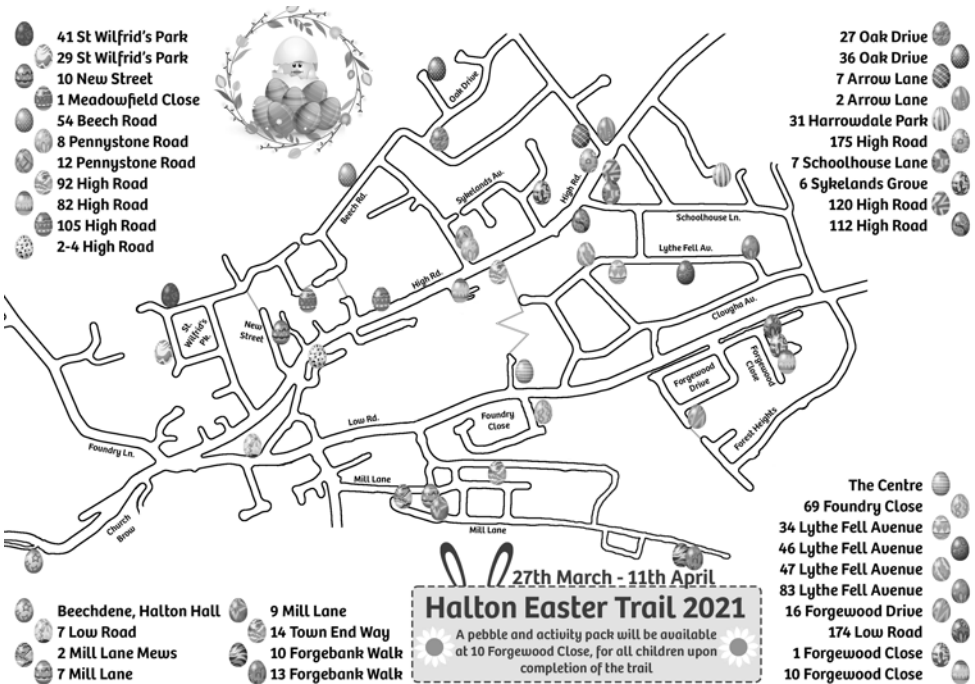 41 St Wilfrid's Park
29 St Wilfrid's Park
10 New Street
1 Meadowfield Close
54 Beech Road
8 Pennystone Road
12 Pennystone Road
92 High Road
82 High Road
105 High Road
2-4 High Road
27 Oak Drive
36 Oak Drive
7 Arrow Lane
2 Arrow Lane
31 Harrowdale Park
175 High Road
7 Schoolhouse Lane
6 Sykelands Grove
120 High Road
112 High Road
Oak Drive
Sykelands Av.
Beech Rd.
High Rd.
Schoolhouse Ln.
Lythe Fell Av.
High Rd.
St.
Wilfrid's
Pk.
New
Street
Claugha Av.
Forgewood
Drive
Forgewood
Close
Forest Heights
Low Rd.
Foundry
Close
Foundry Ln.
Church
Brow
Mill Lane
Mill Lane
The Centre
69 Foundry Close
34 Lythe Fell Avenue
46 Lythe Fell Avenue
47 Lythe Fell Avenue
83 Lythe Fell Avenue
16 Forgewood Drive
174 Low Road
1 Forgewood Close
10 Forgewood Close
Beechdene, Halton Hall
7 Low Road
2 Mill Lane Mews
7 Mill Lane
9 Mill Lane
14 Town End Way
10 Forgebank Walk
13 Forgebank Walk
27th March - 11th April
Halton Easter Trail 2021
A pebble and activity pack will be available
at 10 Forgewood Close, for all children upon
completion of the trail